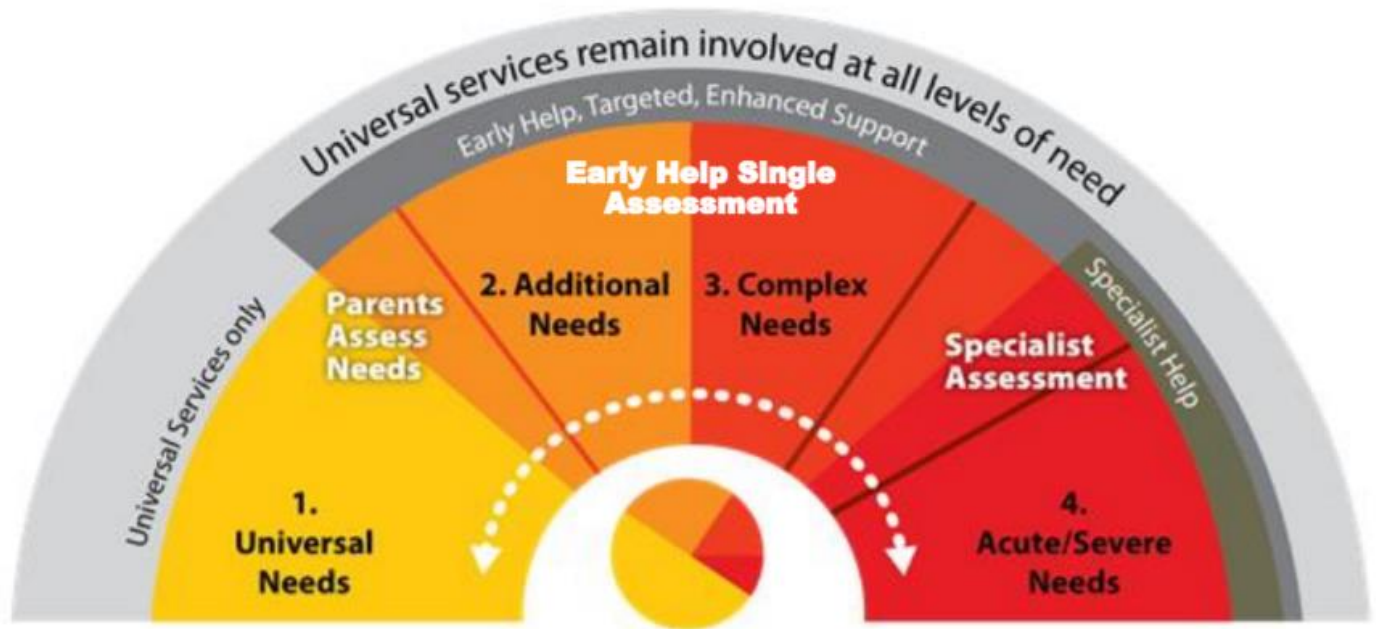 Universal services remain involved at all levels of need
Early Help, Targeted, Enhanced Support
Universal Services only
Specialist Help
Early Help Single
Assessment
Parents
Assess
Needs
2. Additional
Needs
3. Complex
Needs
Specialist
Assessment
1.
Universal
Needs
4.
Acute/Severe
Needs